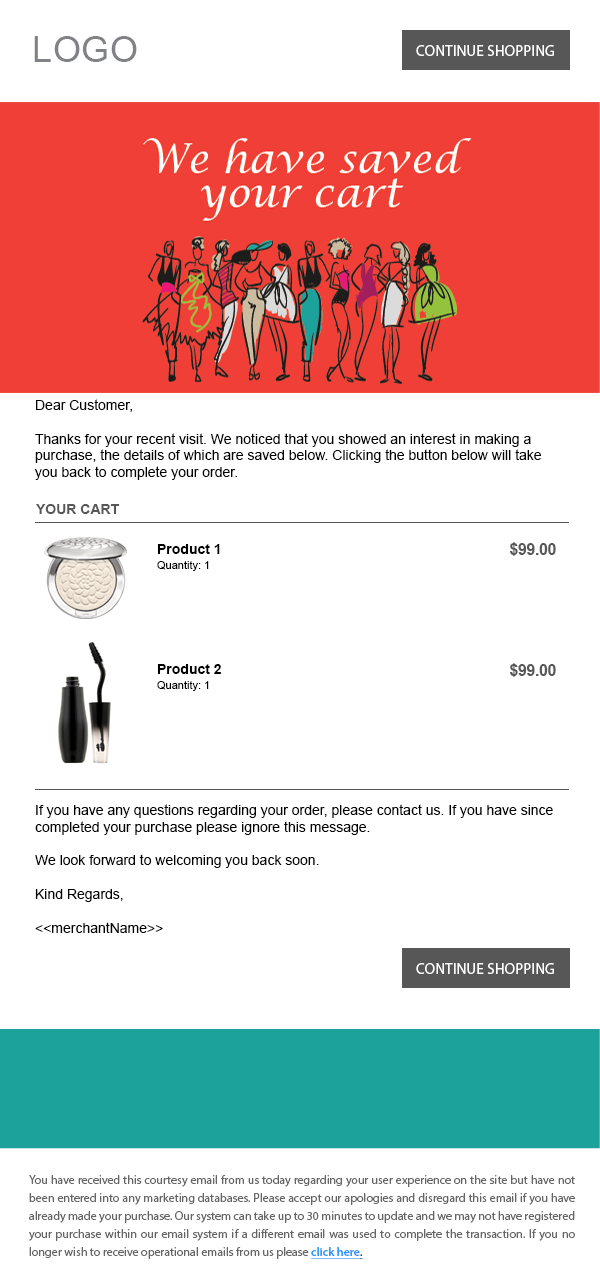 LOGO
CONTINUE SHOPPING
We have saved
your cart
Dear Customer,
Thanks for your recent visit. We noticed that you showed an interest in making a
purchase, the details of which are saved below. Clicking the button below will take
you back to complete your order.
YOUR CART
Product 1
$99.00
Quantity: 1
Product 2
$99.00
Quantity: 1
If you have any questions regarding your order, please contact us. If you have since
completed your purchase please ignore this message.
We look forward to welcoming you back soon.
Kind Regards,
<<merchantName>>
CONTINUE SHOPPING
You have received this courtesy email from us today regarding your user experience on the site but have not
been entered into any marketing databases. Please accept our apologies and disregard this email if you have
already made your purchase. Our system can take up to 30 minutes to update and we may not have registered
your purchase within our email system if a different email was used to complete the transaction. If you no
longer wish to receive operational emails from us please click here.